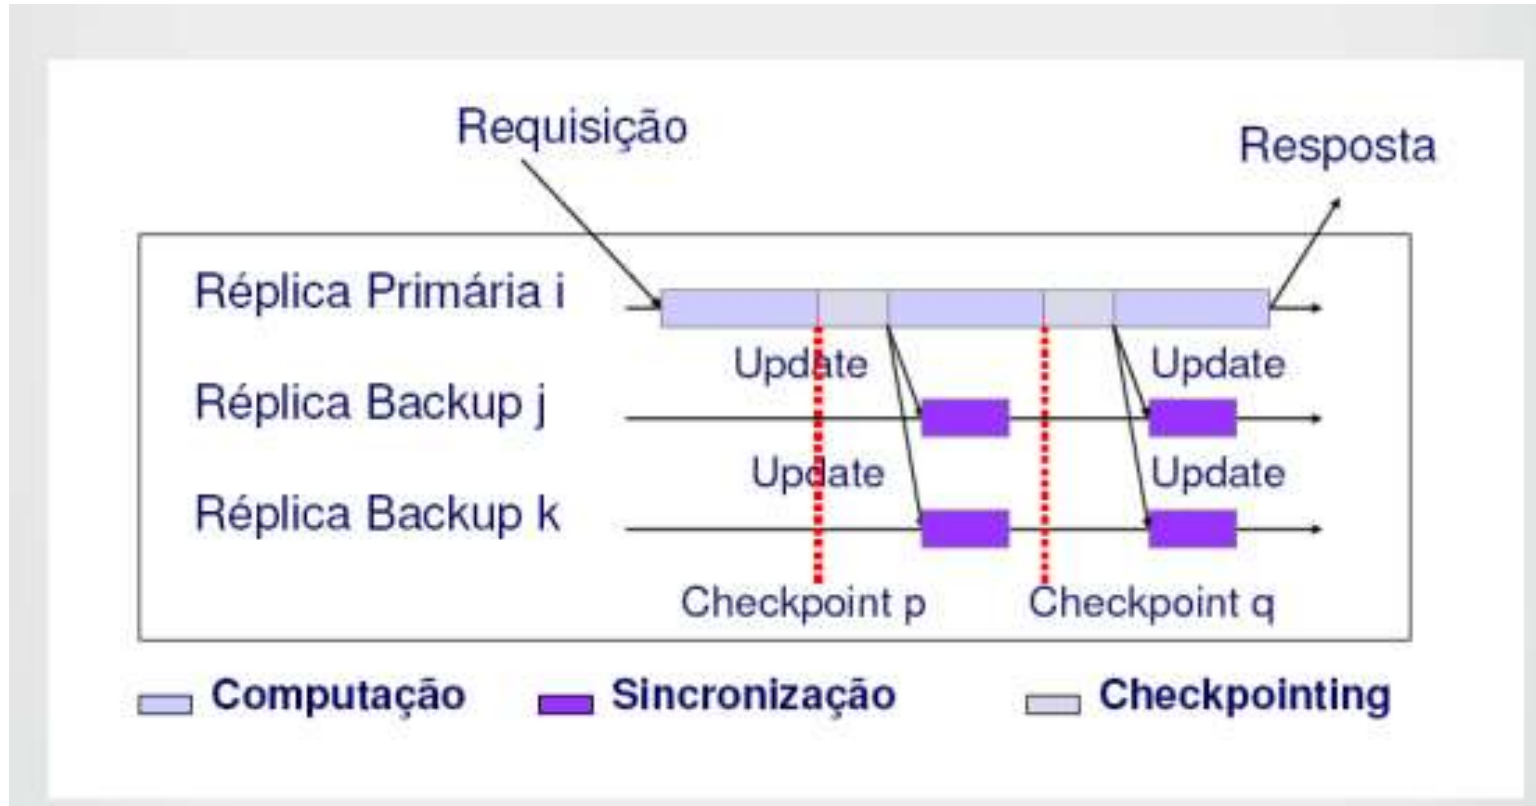 Requisição
Resposta
Réplica Primária i
Update
Update
Réplica Backup j
Update
Update
Réplica Backup k
Checkpoint p
Checkpoint q
Computação
Sincronização
Checkpointing